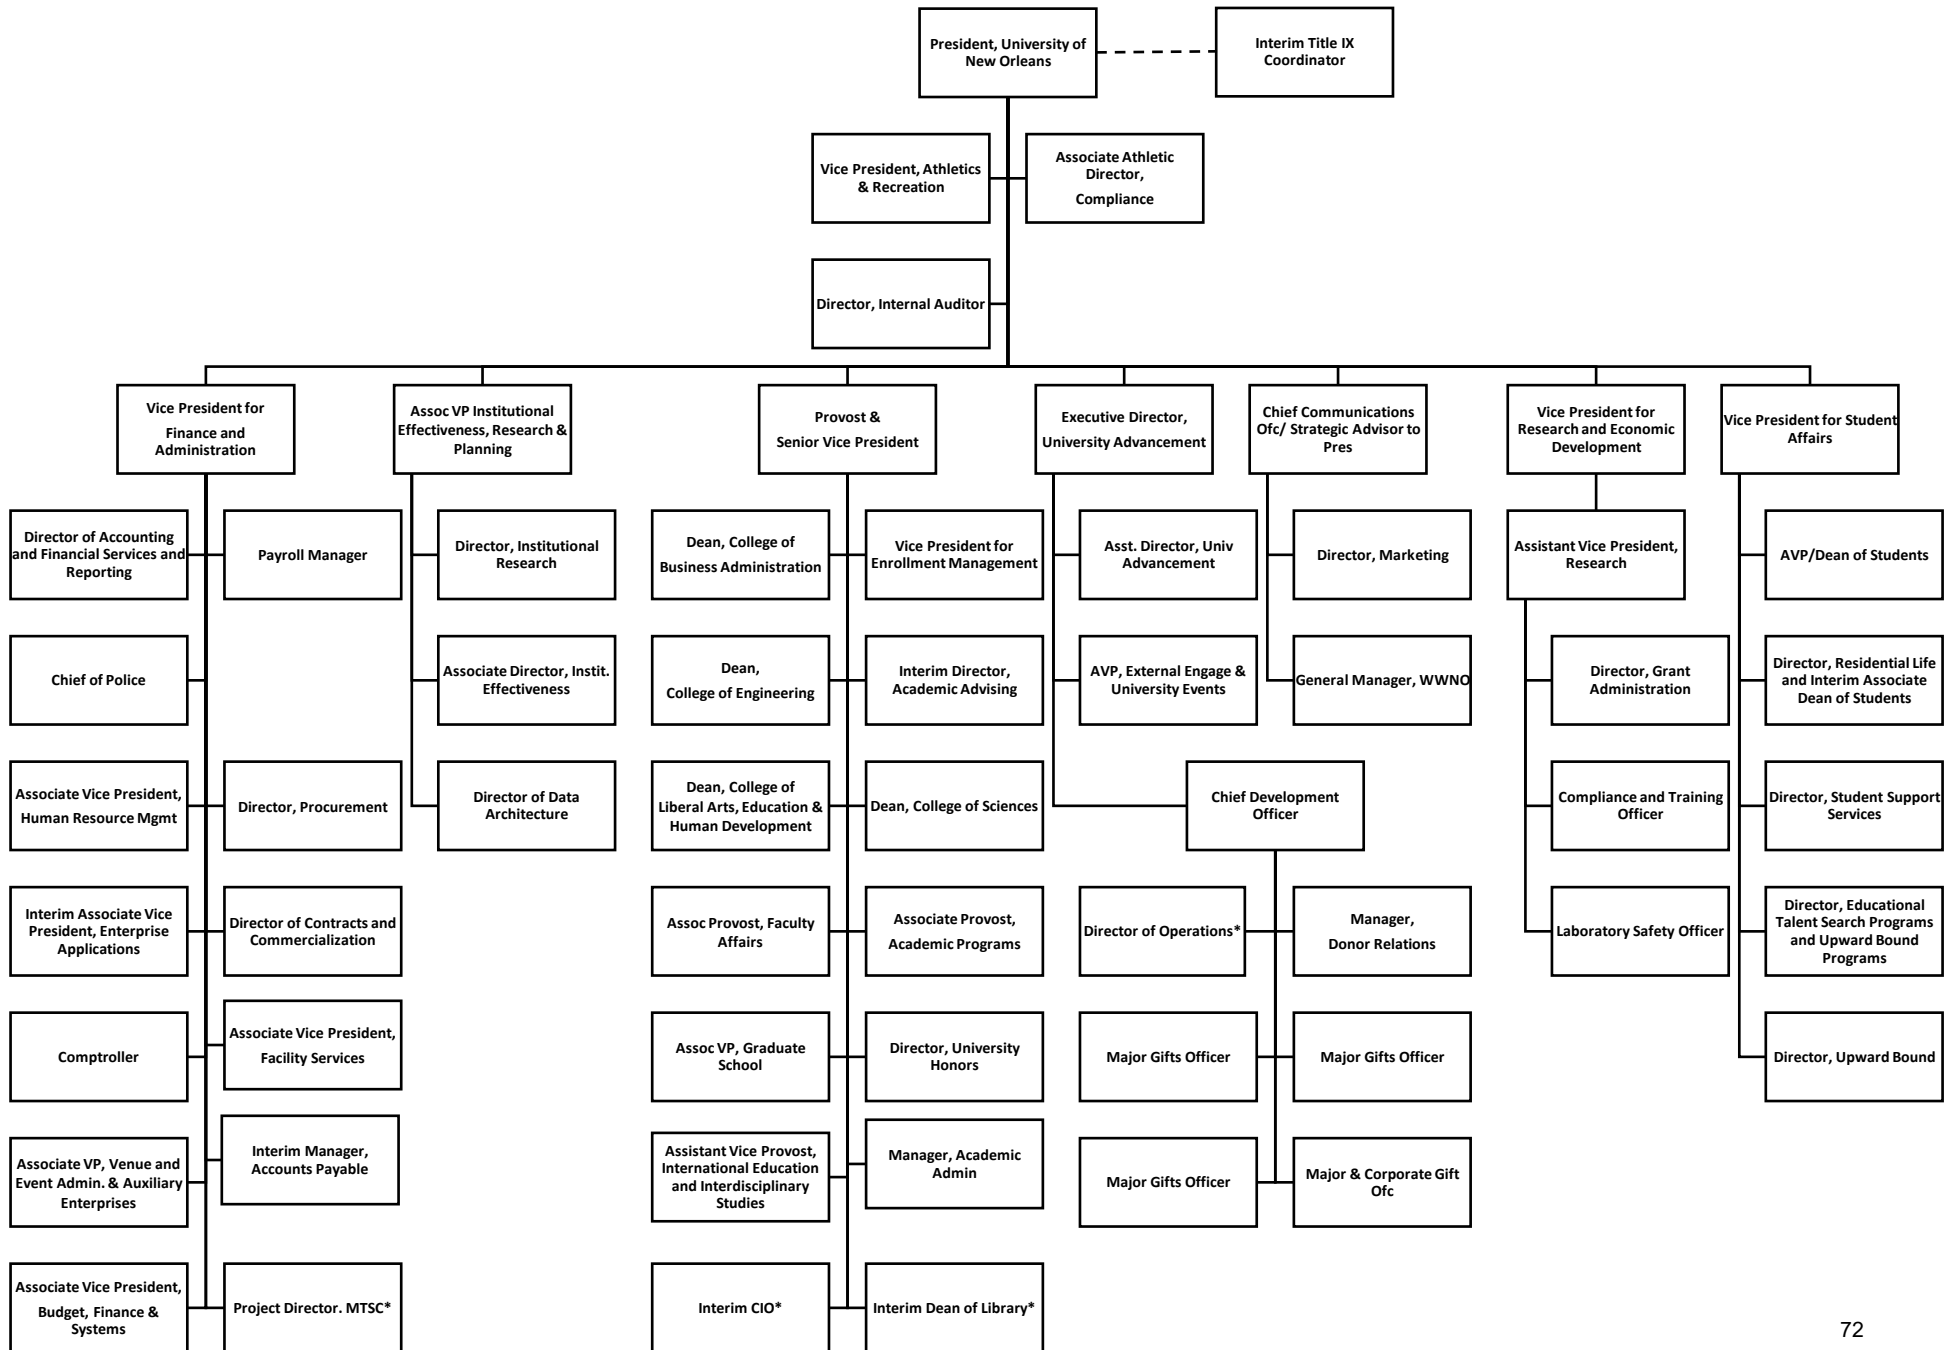 President, University of
New Orleans
Interim Title IX
Coordinator
Vice President, Athletics
& Recreation
Associate Athletic
Director,
Compliance
Director, Internal Auditor
Vice President for
Finance and
Administration
Assoc VP Institutional
Effectiveness, Research &
Planning
Provost &
Senior Vice President
Executive Director,
University Advancement
Chief Communications
Ofc/ Strategic Advisor to
Pres
Vice President for
Research and Economic
Development
Vice President for Student
Affairs
Director of Accounting
and Financial Services and
Reporting
Payroll Manager
Director, Institutional
Research
Dean, College of
Business Administration
Vice President for
Enrollment Management
Asst. Director, Univ
Advancement
Director, Marketing
Assistant Vice President,
Research
AVP/Dean of Students
Chief of Police
Associate Director, Instit.
Effectiveness
Dean,
College of Engineering
Interim Director,
Academic Advising
AVP, External Engage &
University Events
General Manager, WWNO
Director, Grant
Administration
Director, Residential Life
and Interim Associate
Dean of Students
Associate Vice President,
Human Resource Mgmt
Director, Procurement
Director of Data
Architecture
Dean, College of
Liberal Arts, Education &
Human Development
Dean, College of Sciences
Chief Development
Officer
Compliance and Training
Officer
Director, Student Support
Services
Interim Associate Vice
President, Enterprise
Applications
Director of Contracts and
Commercialization
Assoc Provost, Faculty
Affairs
Associate Provost,
Academic Programs
Director of Operations*
Manager,
Donor Relations
Laboratory Safety Officer
Director, Educational
Talent Search Programs
and Upward Bound
Programs
Comptroller
Associate Vice President,
Facility Services
Assoc VP, Graduate
School
Director, University
Honors
Major Gifts Officer
Major Gifts Officer
Director, Upward Bound
Associate VP, Venue and
Event Admin. & Auxiliary
Enterprises
Interim Manager,
Accounts Payable
Assistant Vice Provost,
International Education
and Interdisciplinary
Studies
Manager, Academic
Admin
Major Gifts Officer
Major & Corporate Gift
Ofc
Associate Vice President,
Budget, Finance &
Systems
Project Director. MTSC*
Interim CIO*
Interim Dean of Library*
72